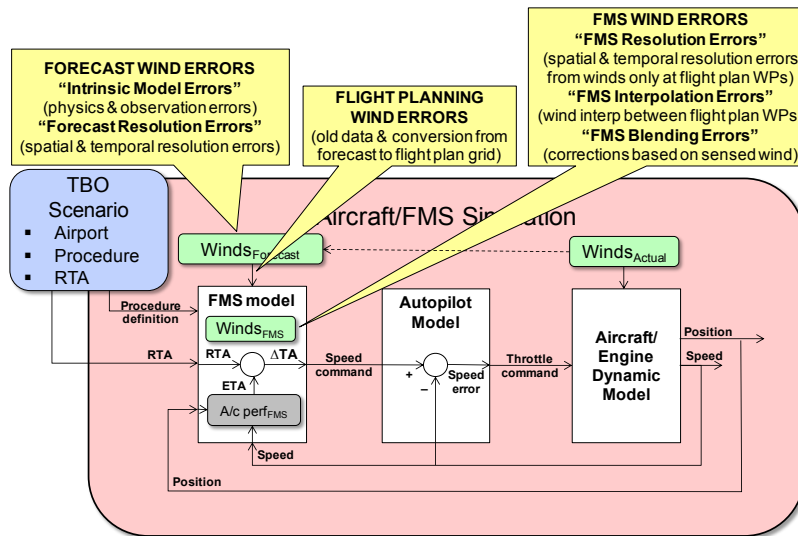 FORECAST WIND ERRORS
“Intrinsic Model Errors”
(physics & observation errors)
“Forecast Resolution Errors”
(spatial & temporal resolution errors)
FLIGHT PLANNING
WIND ERRORS
(old data & conversion from
forecast to flight plan grid)
FMS WIND ERRORS
“FMS Resolution Errors”
(spatial & temporal resolution errors
from winds only at flight plan WPs)
“FMS Interpolation Errors”
(wind interp between flight plan WPs
“FMS Blending Errors”
(corrections based on sensed wind)
TBO
Scenario
▪ Airport
▪ Procedure
▪ RTA
Aircraft/FMS Si ation
WindsForecast
WindsActual
Procedure
definition
FMS model
WindsFMS
RTA
RTA
ΔTA
ETA
A/c perfFMS
Speed
command
Autopilot
Model
+
–
Speed
error
Throttle
command
Aircraft/
Engine
Dynamic
Model
Position
Speed
Speed
Position